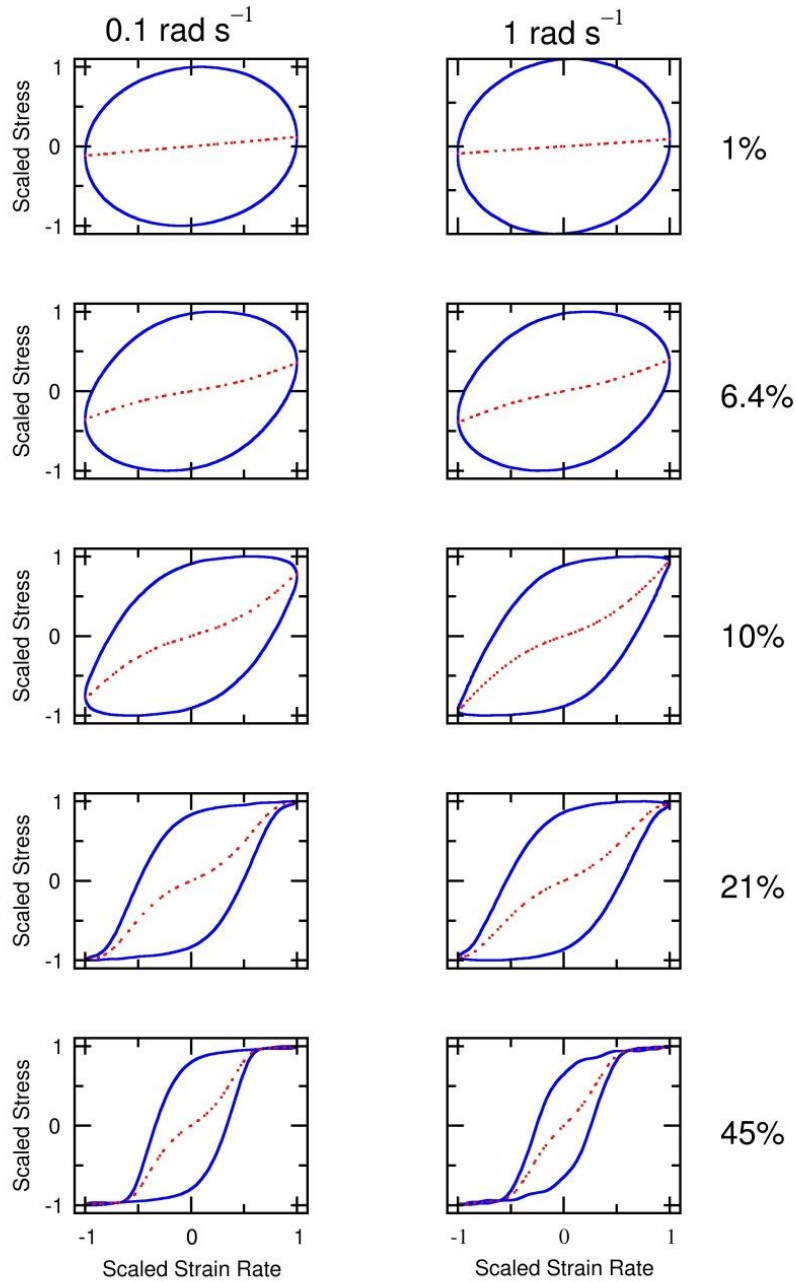 0.1 rad s⁻¹ 1 rad s⁻¹
Scaled Stress
1
0
-1
1%
Scaled Stress
1
0
-1
6.4%
Scaled Stress
1
0
-1
10%
Scaled Stress
1
0
-1
21%
Scaled Stress
1
0
-1
45%
-1 0 1 -1 0 1
Scaled Strain Rate Scaled Strain Rate